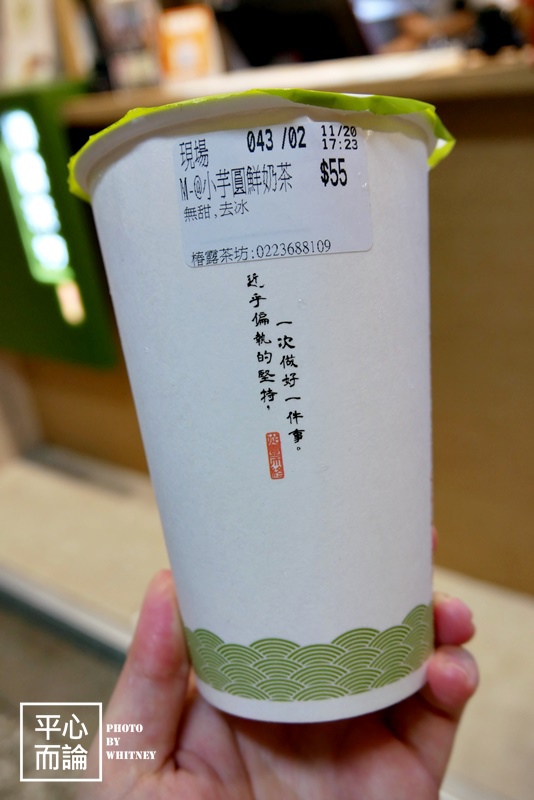 現場 043 /02 11/20
17:23
M-@小芋圓鮮奶茶 $55
無甜,去冰
椿露茶坊:0223688109
一次做好一件事。
近乎偏執的堅持,
平心
而論
PHOTO
BY
WHITNEY